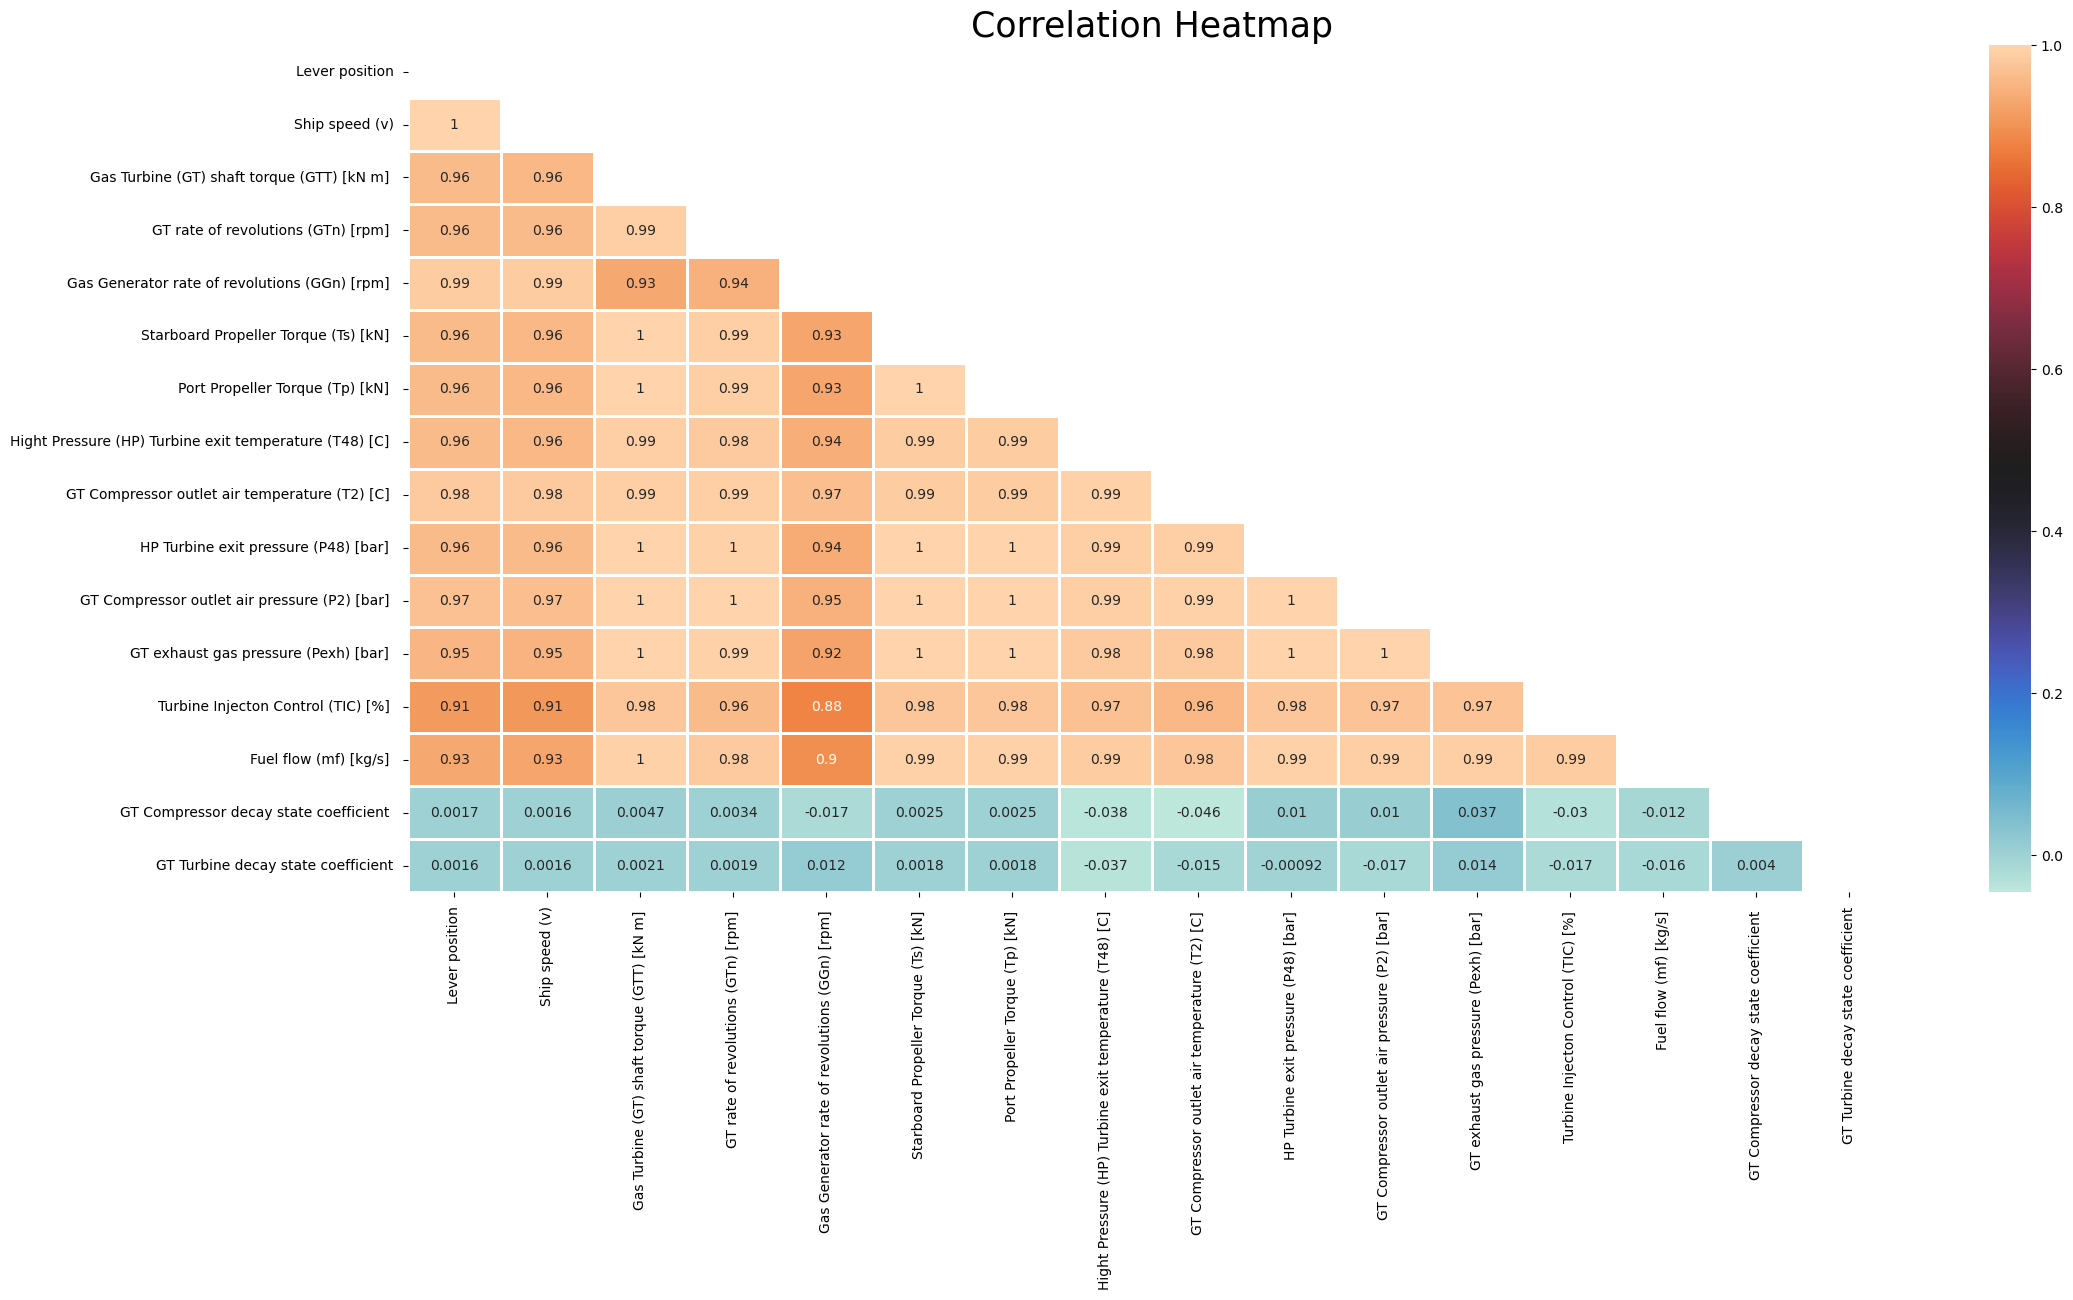 Correlation Heatmap
Lever position
1.0
Ship speed (v)
1
Gas Turbine (GT) shaft torque (GTT) [kN m]
0.96 0.96
0.8
GT rate of revolutions (GTn) [rpm]
0.96 0.96 0.99
Gas Generator rate of revolutions (GGn) [rpm]
0.99 0.99 0.93 0.94
Starboard Propeller Torque (Ts) [kN]
0.96 0.96 1 0.99 0.93
0.6
Port Propeller Torque (Tp) [kN]
0.96 0.96 1 0.99 0.93 1
Hight Pressure (HP) Turbine exit temperature (T48) [C]
0.96 0.96 0.99 0.98 0.94 0.99 0.99
GT Compressor outlet air temperature (T2) [C]
0.98 0.98 0.99 0.99 0.97 0.99 0.99 0.99
0.4
HP Turbine exit pressure (P48) [bar]
0.96 0.96 1 1 0.94 1 1 0.99 0.99
GT Compressor outlet air pressure (P2) [bar]
0.97 0.97 1 1 0.95 1 1 0.99 0.99 1
GT exhaust gas pressure (Pexh) [bar]
0.95 0.95 1 0.99 0.92 1 1 0.98 0.98 1 1
0.2
Turbine Injecton Control (TIC) [%]
0.91 0.91 0.98 0.96 0.88 0.98 0.98 0.97 0.96 0.98 0.97 0.97
Fuel flow (mf) [kg/s]
0.93 0.93 1 0.98 0.9 0.99 0.99 0.99 0.98 0.99 0.99 0.99 0.99
GT Compressor decay state coefficient
0.0017 0.0016 0.0047 0.0034 -0.017 0.0025 0.0025 -0.038 -0.046 0.01 0.01 0.037 -0.03 -0.012
0.0
GT Turbine decay state coefficient
0.0016 0.0016 0.0021 0.0019 0.012 0.0018 0.0018 -0.037 -0.015 -0.00092 -0.017 0.014 -0.017 -0.016 0.004
Lever position
Ship speed (v)
Gas Turbine (GT) shaft torque (GTT) [kN m]
GT rate of revolutions (GTn) [rpm]
Gas Generator rate of revolutions (GGn) [rpm]
Starboard Propeller Torque (Ts) [kN]
Port Propeller Torque (Tp) [kN]
Hight Pressure (HP) Turbine exit temperature (T48) [C]
GT Compressor outlet air temperature (T2) [C]
HP Turbine exit pressure (P48) [bar]
GT Compressor outlet air pressure (P2) [bar]
GT exhaust gas pressure (Pexh) [bar]
Turbine Injecton Control (TIC) [%]
Fuel flow (mf) [kg/s]
GT Compressor decay state coefficient
GT Turbine decay state coefficient